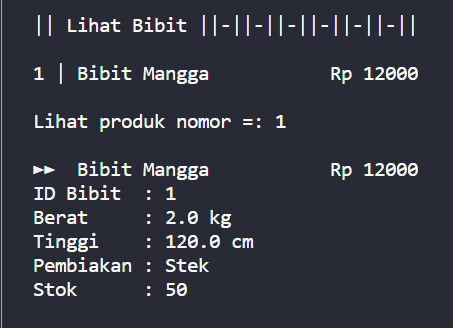 || Lihat Bibit ||-||-||-||-||-||-||
1 | Bibit Mangga Rp 12000
Lihat produk nomor =: 1
►► Bibit Mangga Rp 12000
ID Bibit : 1
Berat : 2.0 kg
Tinggi : 120.0 cm
Pembiakan : Stek
Stok : 50